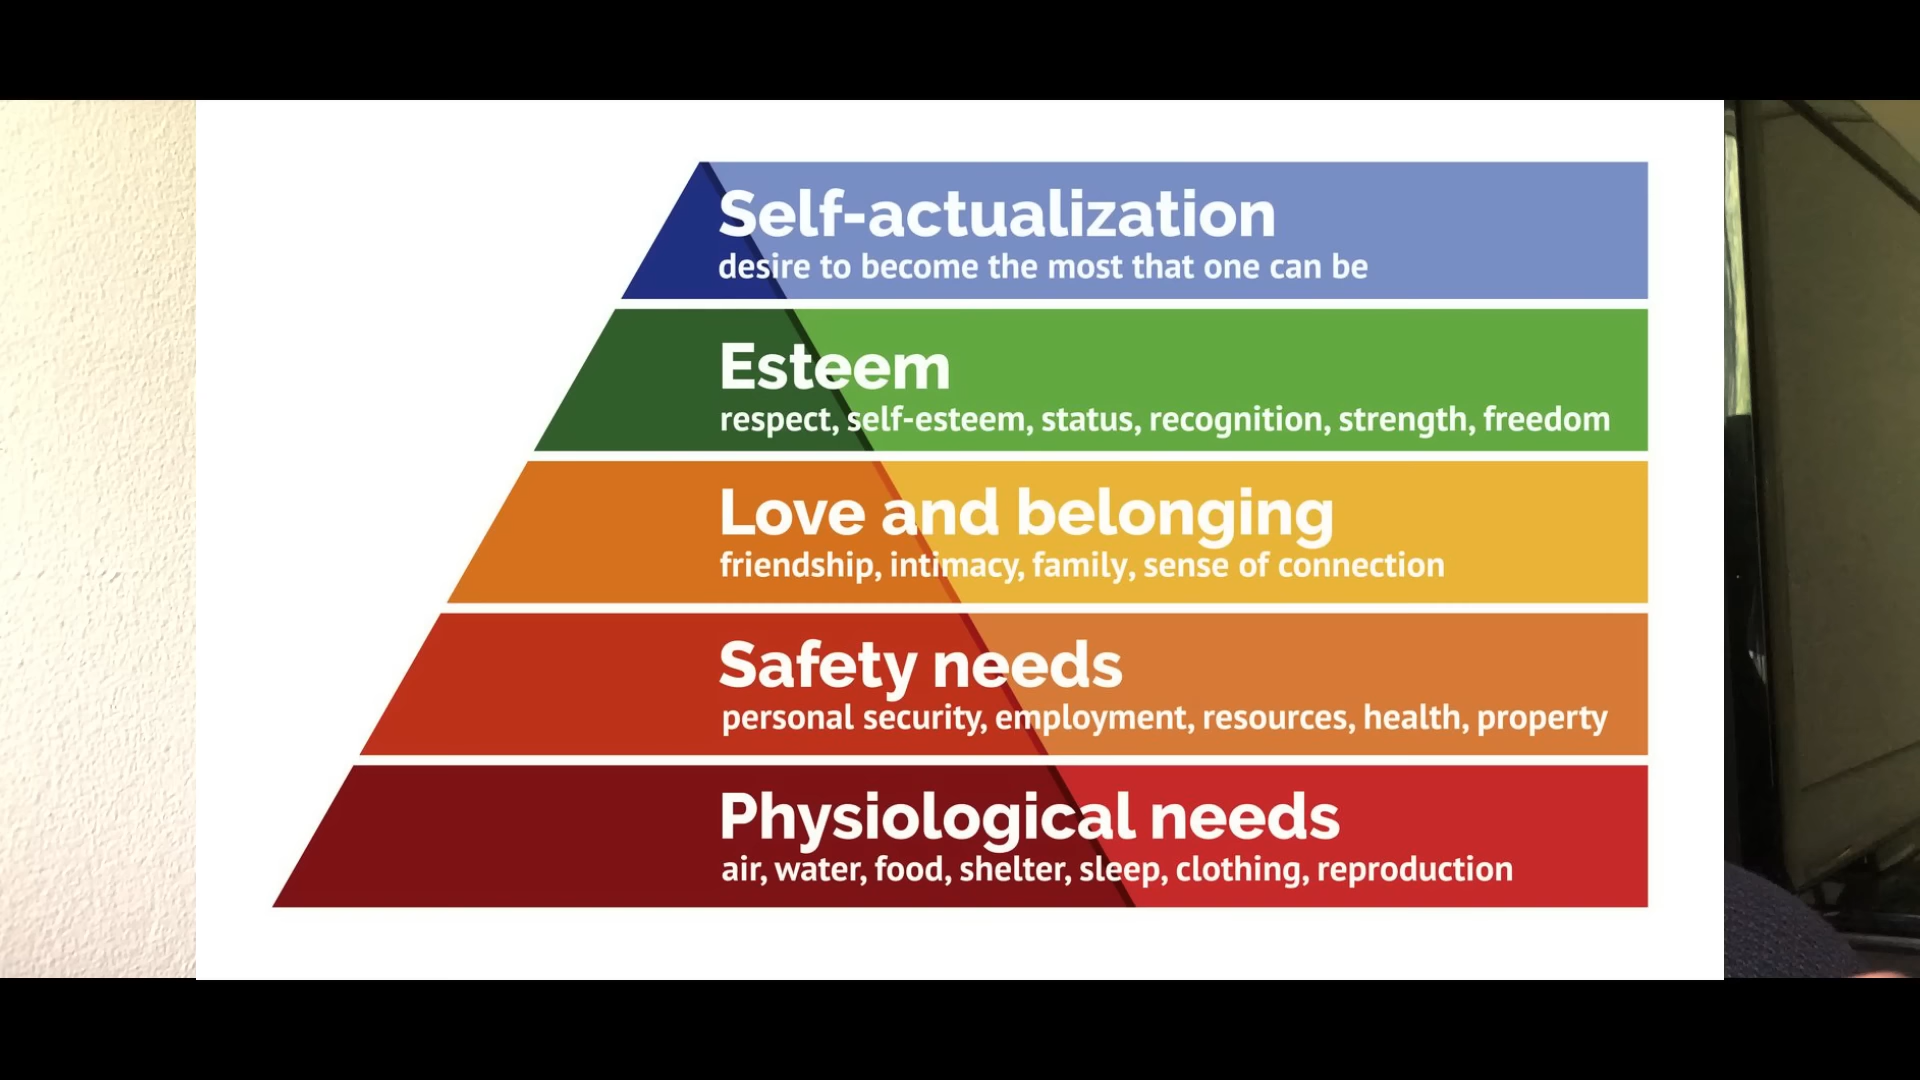 Self-actualization
desire to become the most that one can be
Esteem
respect, self-esteem, status, recognition, strength, freedom
Love and belonging
friendship, intimacy, family, sense of connection
Safety needs
personal security, employment, resources, health, property
Physiological needs
air, water, food, shelter, sleep, clothing, reproduction